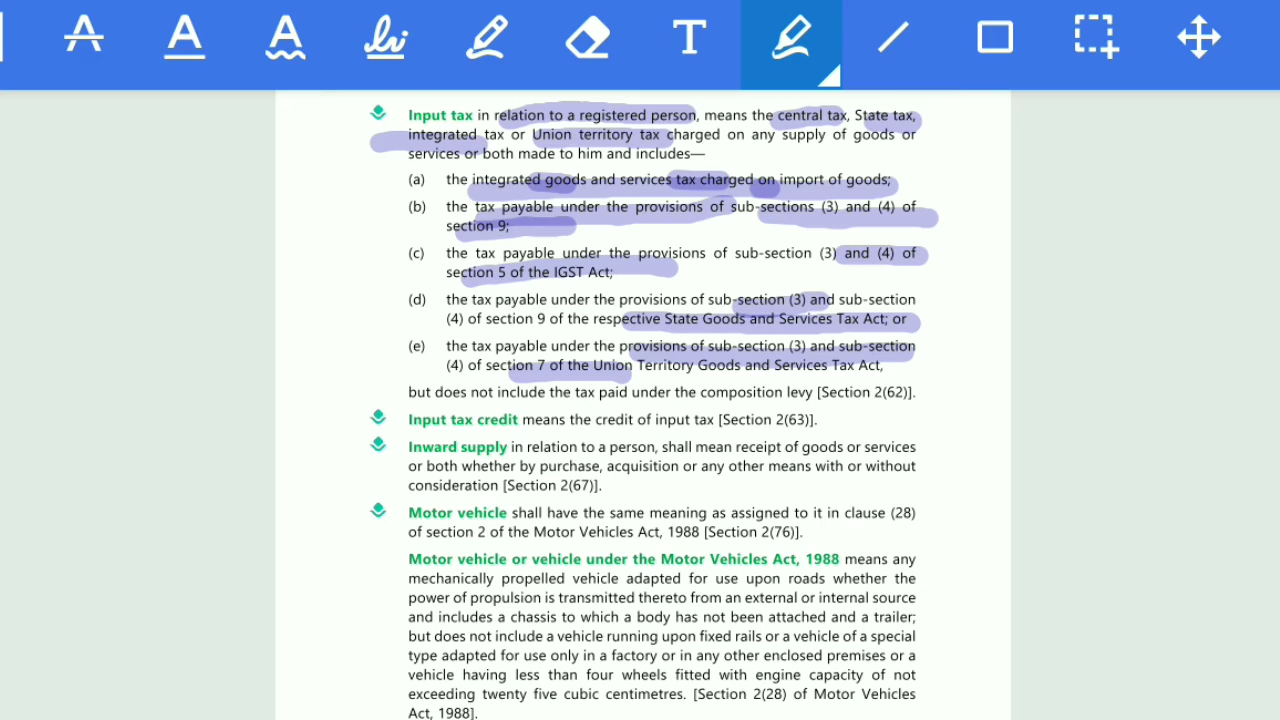 Input tax in relation to a registered person, means the central tax, State tax,
integrated tax or Union territory tax charged on any supply of goods or
services or both made to him and includes—
(a) the integrated goods and services tax charged on import of goods;
(b) the tax payable under the provisions of sub-sections (3) and (4) of
section 9;
(c) the tax payable under the provisions of sub-section (3) and (4) of
section 5 of the IGST Act;
(d) the tax payable under the provisions of sub-section (3) and sub-section
(4) of section 9 of the respective State Goods and Services Tax Act; or
(e) the tax payable under the provisions of sub-section (3) and sub-section
(4) of section 7 of the Union Territory Goods and Services Tax Act,
but does not include the tax paid under the composition levy [Section 2(62)].
Input tax credit means the credit of input tax [Section 2(63)].
Inward supply in relation to a person, shall mean receipt of goods or services
or both whether by purchase, acquisition or any other means with or without
consideration [Section 2(67)].
Motor vehicle shall have the same meaning as assigned to it in clause (28)
of section 2 of the Motor Vehicles Act, 1988 [Section 2(76)].
Motor vehicle or vehicle under the Motor Vehicles Act, 1988 means any
mechanically propelled vehicle adapted for use upon roads whether the
power of propulsion is transmitted thereto from an external or internal source
and includes a chassis to which a body has not been attached and a trailer;
but does not include a vehicle running upon fixed rails or a vehicle of a special
type adapted for use only in a factory or in any other enclosed premises or a
vehicle having less than four wheels fitted with engine capacity of not
exceeding twenty five cubic centimetres. [Section 2(28) of Motor Vehicles
Act, 1988].